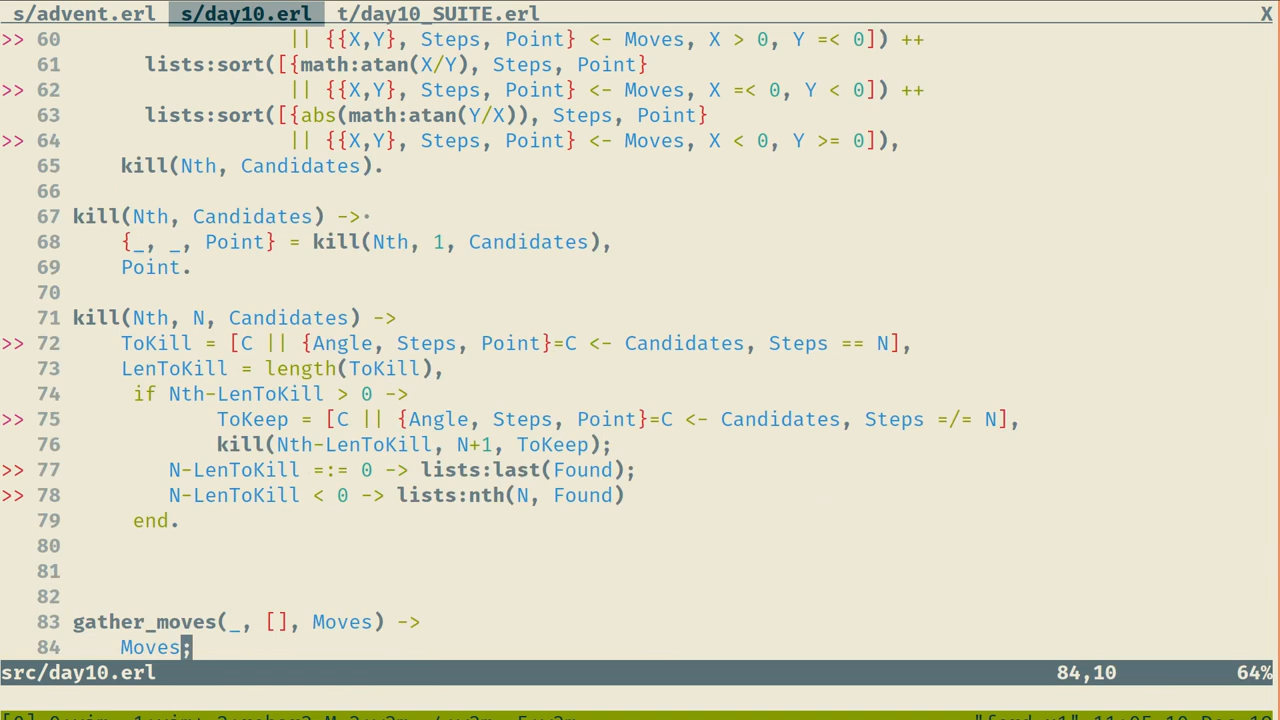 s/advent.erl s/day10.erl t/day10_SUITE.erl X
>> 60                    || {{X,Y}, Steps, Point} <- Moves, X > 0, Y =< 0]) ++
61        lists:sort([{math:atan(X/Y), Steps, Point}
>> 62                    || {{X,Y}, Steps, Point} <- Moves, X =< 0, Y < 0]) ++
63        lists:sort([{abs(math:atan(Y/X)), Steps, Point}
>> 64                    || {{X,Y}, Steps, Point} <- Moves, X < 0, Y >= 0]),
65      kill(Nth, Candidates).
66
67  kill(Nth, Candidates) ->·
68      {_, _, Point} = kill(Nth, 1, Candidates),
69      Point.
70
71  kill(Nth, N, Candidates) ->
>> 72      ToKill = [C || {Angle, Steps, Point}=C <- Candidates, Steps == N],
73      LenToKill = length(ToKill),
74       if Nth-LenToKill > 0 ->
>> 75              ToKeep = [C || {Angle, Steps, Point}=C <- Candidates, Steps =/= N],
76              kill(Nth-LenToKill, N+1, ToKeep);
>> 77          N-LenToKill =:= 0 -> lists:last(Found);
>> 78          N-LenToKill < 0 -> lists:nth(N, Found)
79       end.
80
81
82
83  gather_moves(_, [], Moves) ->
84      Moves;
src/day10.erl 84,10 64%